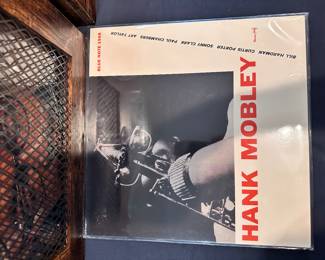 BLUE NOTE 1568
BILL HARDMAN CURTIS PORTER SONNY CLARK PAUL CHAMBERS ART TAYLOR
HANK MOBLEY